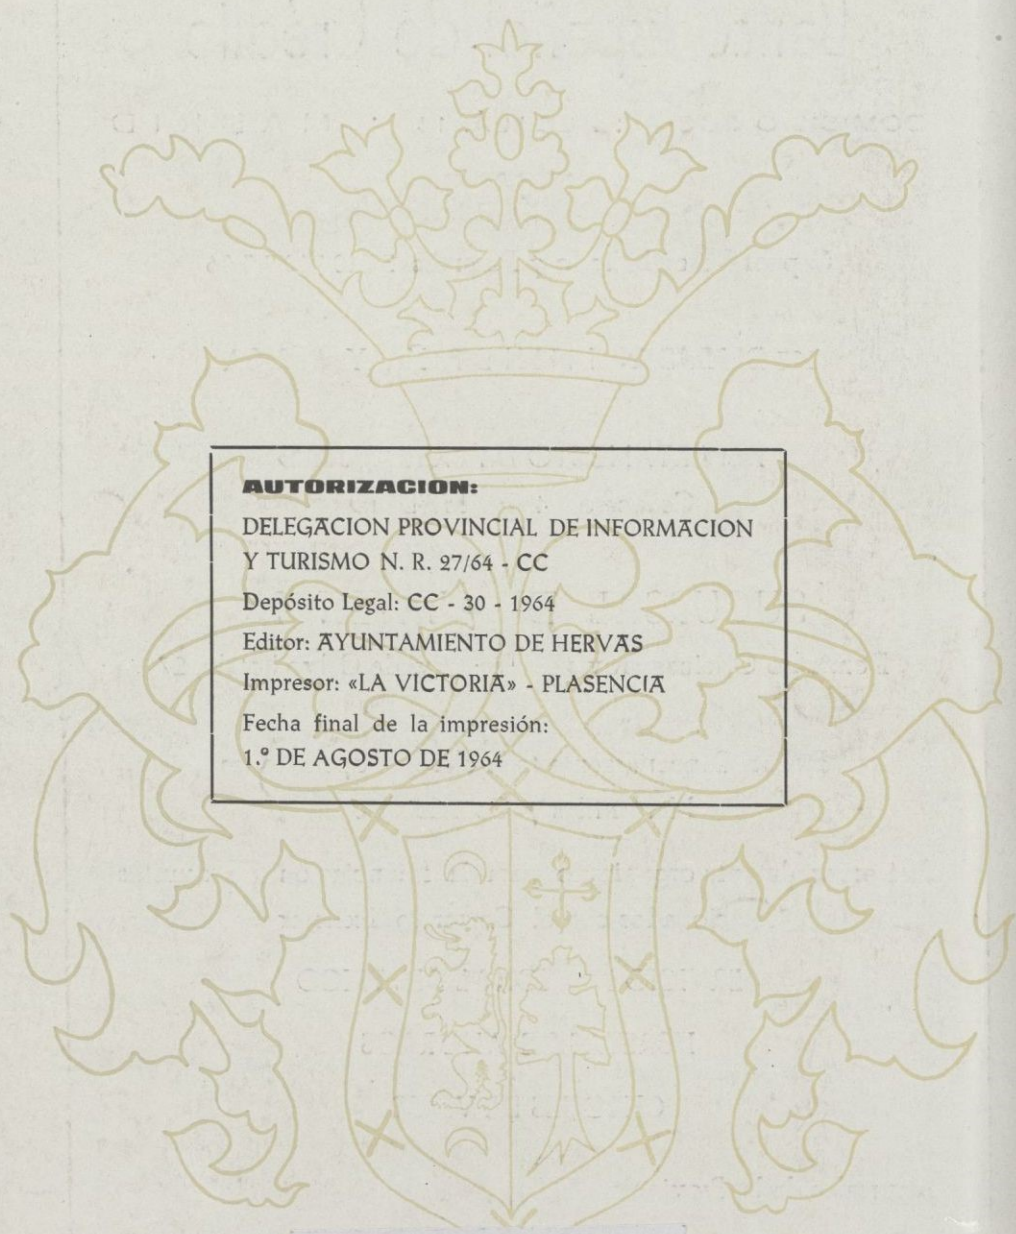 AUTORIZACION:
DELEGACION PROVINCIAL DE INFORMACION
Y TURISMO N. R. 27/64 - CC
Depósito Legal: CC - 30 - 1964
Editor: AYUNTAMIENTO DE HERVAS
Impresor: «LA VICTORIA» - PLASENCIA
Fecha final de la impresión:
1.º DE AGOSTO DE 1964